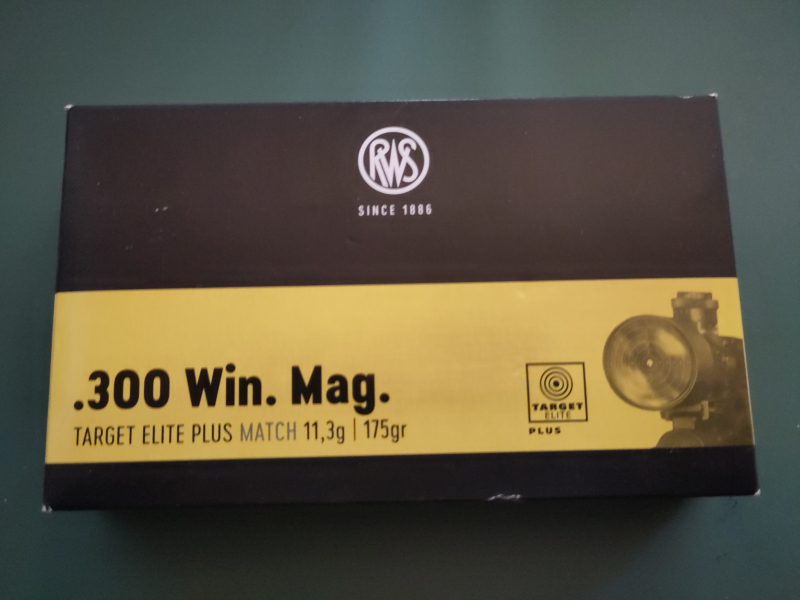 RWS
SINCE 1886
.300 Win. Mag.
TARGET ELITE PLUS MATCH 11,3g | 175gr
TARGET
ELITE
PLUS